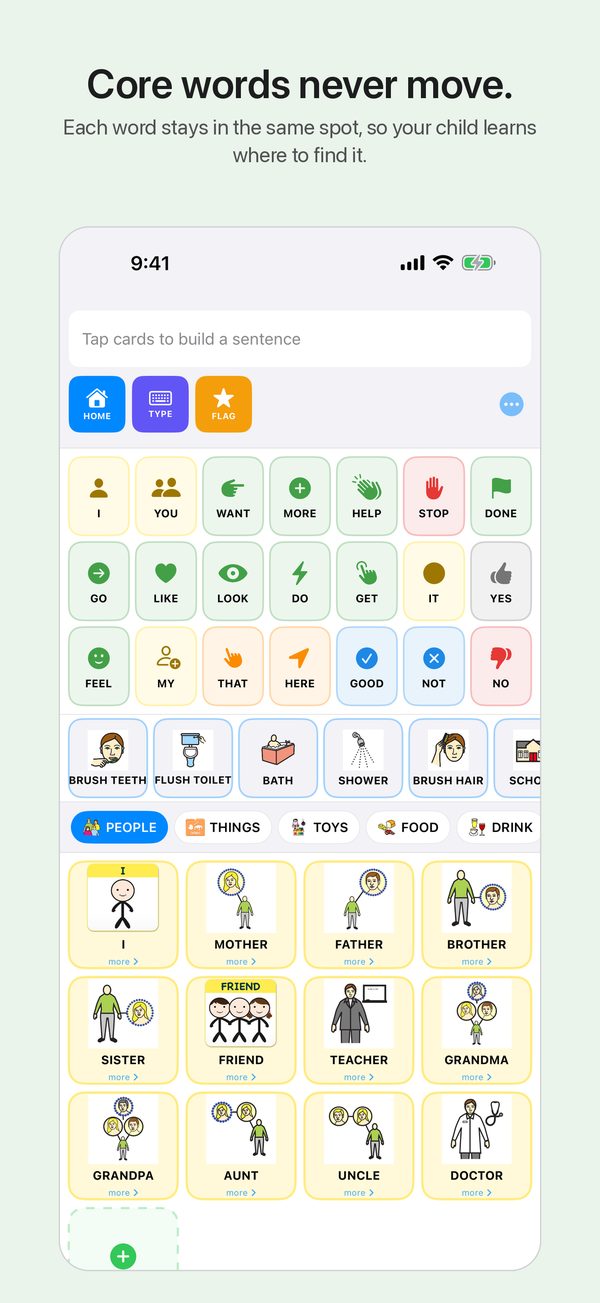 Core words never move.
Each word stays in the same spot, so your child learns
where to find it.
9:41
Tap cards to build a sentence
HOME TYPE FLAG
I YOU WANT MORE HELP STOP DONE
GO LIKE LOOK DO GET IT YES
FEEL MY THAT HERE GOOD NOT NO
BRUSH TEETH FLUSH TOILET BATH SHOWER BRUSH HAIR SCHO
PEOPLE THINGS TOYS FOOD DRINK
I
I MOTHER FATHER BROTHER
more > more > more > more >
FRIEND
SISTER FRIEND TEACHER GRANDMA
more > more > more > more >
GRANDPA AUNT UNCLE DOCTOR
more > more > more > more >